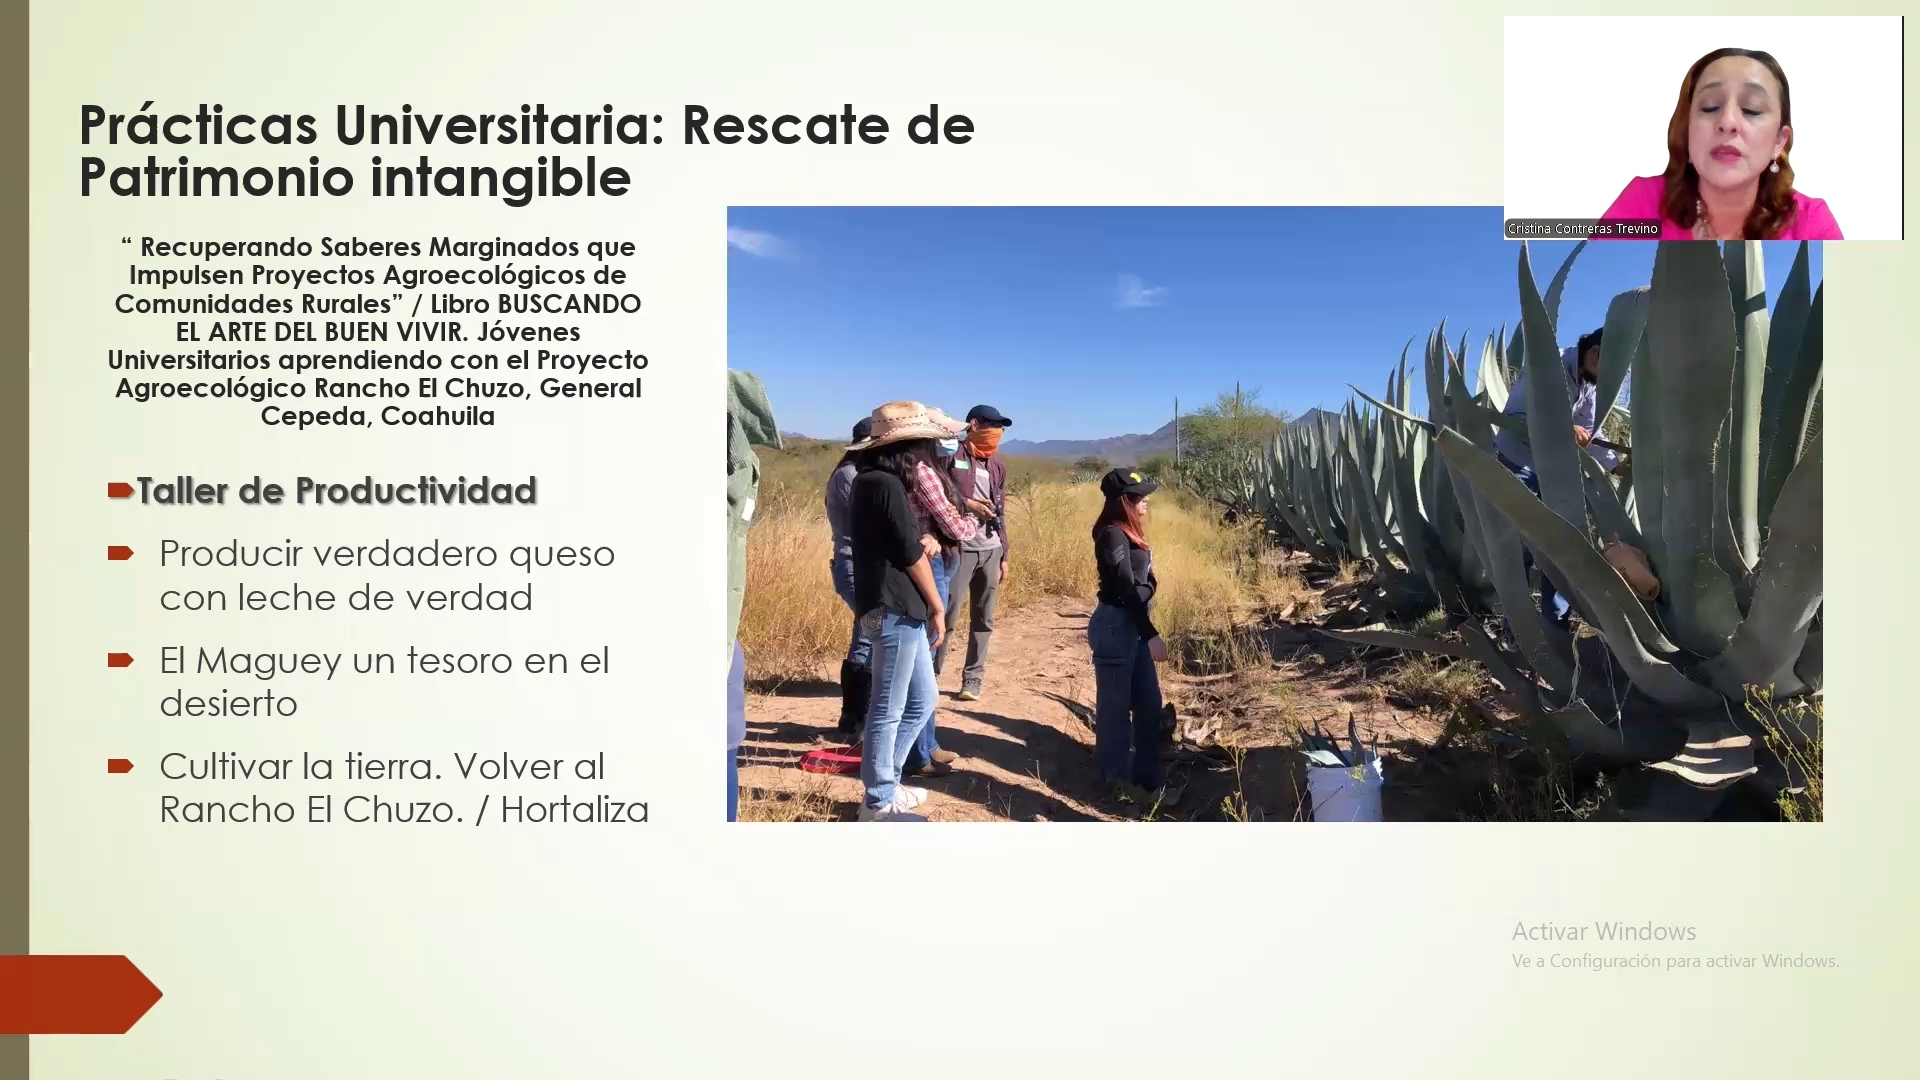 Prácticas Universitaria: Rescate de
Patrimonio intangible
“ Recuperando Saberes Marginados que
Impulsen Proyectos Agroecológicos de
Comunidades Rurales” / Libro BUSCANDO
EL ARTE DEL BUEN VIVIR. Jóvenes
Universitarios aprendiendo con el Proyecto
Agroecológico Rancho El Chuzo, General
Cepeda, Coahuila
Taller de Productividad
Producir verdadero queso
con leche de verdad
El Maguey un tesoro en el
desierto
Cultivar la tierra. Volver al
Rancho El Chuzo. / Hortaliza
Cristina Contreras Trevino
Activar Windows
Ve a Configuración para activar Windows.